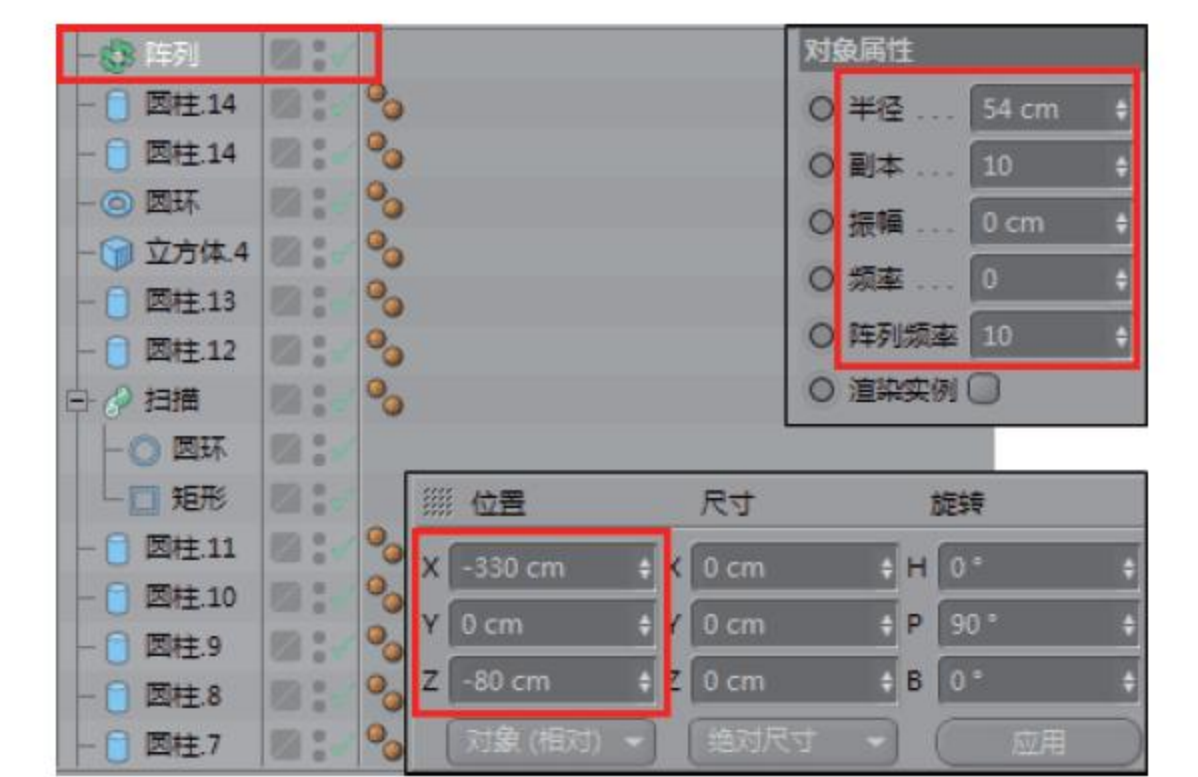 阵列
圆柱.14
圆柱.14
圆环
立方体.4
圆柱.13
圆柱.12
扫描
圆环
矩形
圆柱.11
圆柱.10
圆柱.9
圆柱.8
圆柱.7
对象属性
半径 . . . 54 cm
副本 . . . 10
振幅 . . . 0 cm
频率 . . . 0
阵列频率 10
渲染实例
位置 尺寸 旋转
X -330 cm X 0 cm H 0°
Y 0 cm Y 0 cm P 90°
Z -80 cm Z 0 cm B 0°
对象 (相对) 绝对尺寸 应用